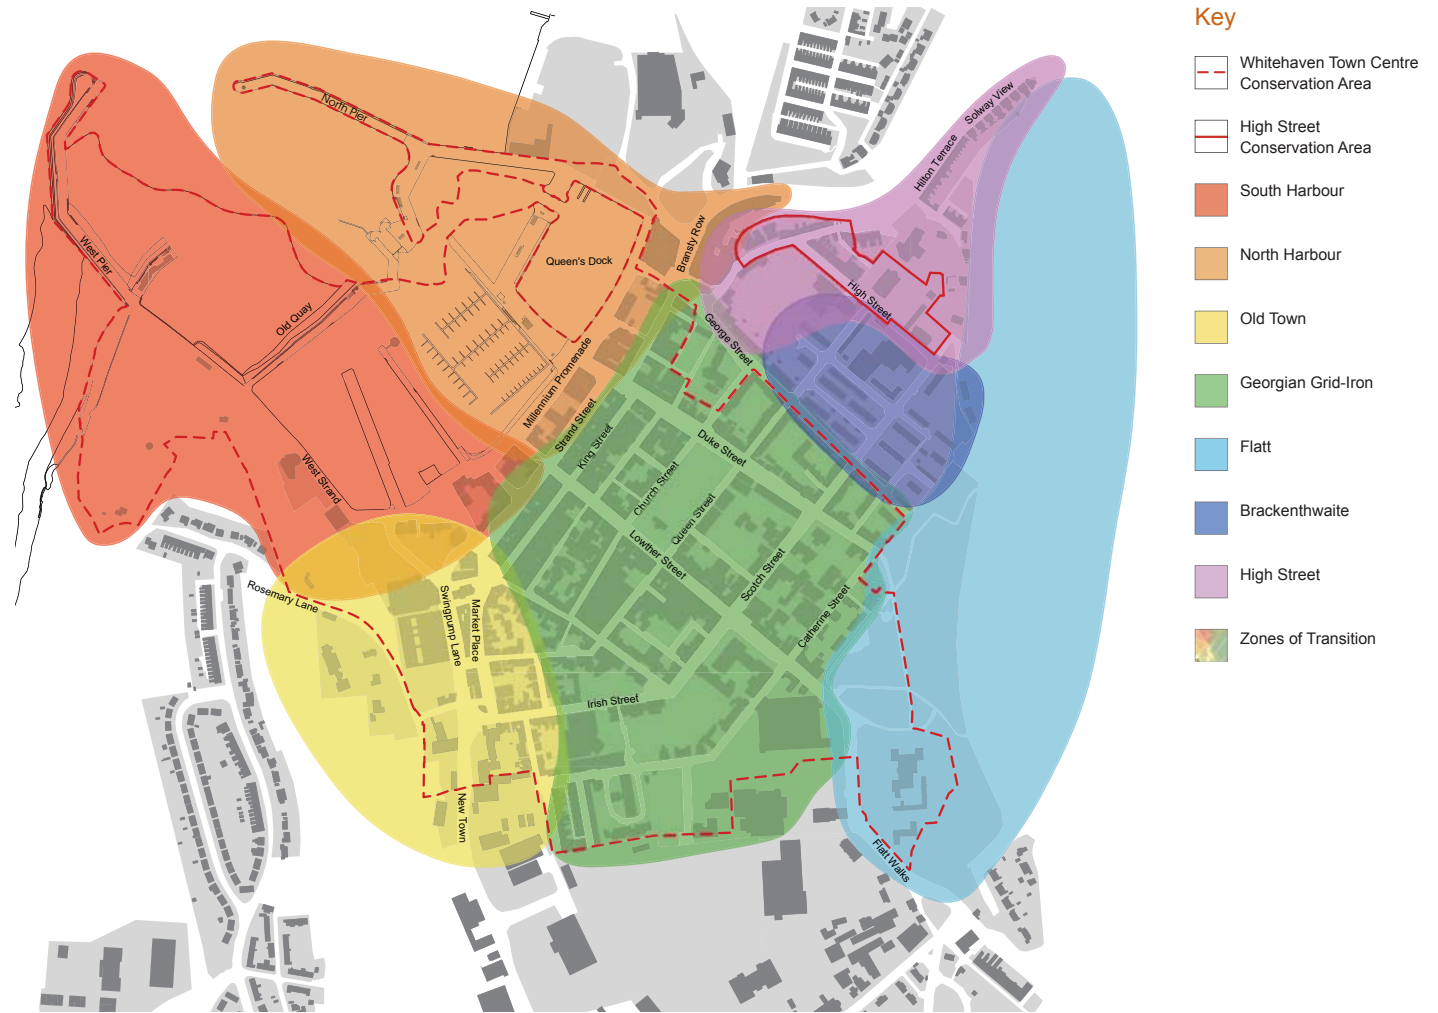 Key
Whitehaven Town Centre
Conservation Area
High Street
Conservation Area
South Harbour
North Harbour
Old Town
Georgian Grid-Iron
Flatt
Brackenthwaite
High Street
Zones of Transition
North Pier
West Pier
Old Quay
Queen's Dock
Bransty Row
Solway View
Hilton Terrace
High Street
George Street
Millennium Promenade
Strand Street
King Street
Duke Street
Church Street
Queen Street
Lowther Street
Scotch Street
Catherine Street
West Strand
Rosemary Lane
Swingpump Lane
Market Place
Irish Street
New Town
Flatt Walks